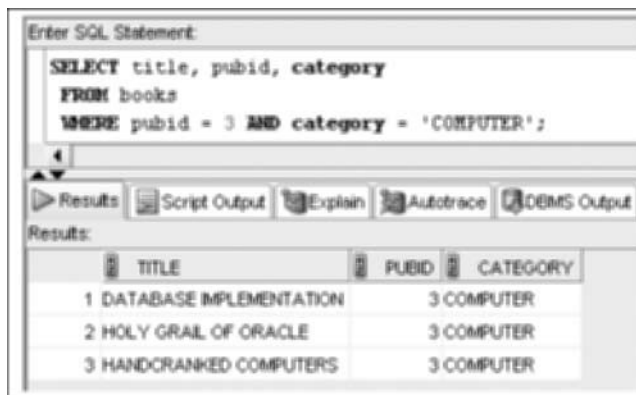 Enter SQL Statement:
SELECT title, pubid, category
FROM books
WHERE pubid = 3 AND category = 'COMPUTER';
Results Script Output Explain Autotrace DBMS Output
Results:
TITLE PUBID CATEGORY
1 DATABASE IMPLEMENTATION 3 COMPUTER
2 HOLY GRAIL OF ORACLE 3 COMPUTER
3 HANDCRANKED COMPUTERS 3 COMPUTER